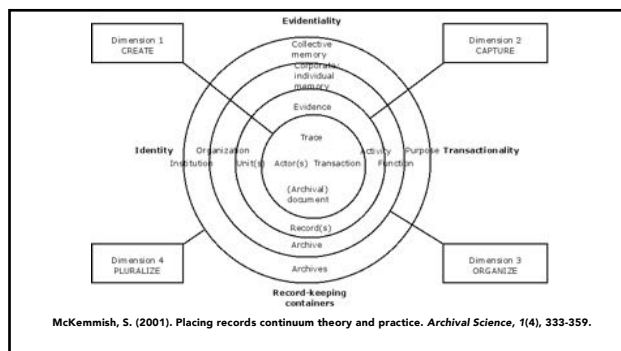 Evidentiality
Dimension 1
CREATE
Dimension 2
CAPTURE
Collective
memory
Corporate/
individual
memory
Evidence
Trace
Identity
Institution
Organization
Unit(s)
Actor(s)
Transaction
Activity
Function
Purpose
Transactionality
(Archival)
document
Record(s)
Archive
Archives
Dimension 4
PLURALIZE
Dimension 3
ORGANIZE
Record-keeping
containers
McKemmish, S. (2001). Placing records continuum theory and practice. Archival Science, 1(4), 333-359.